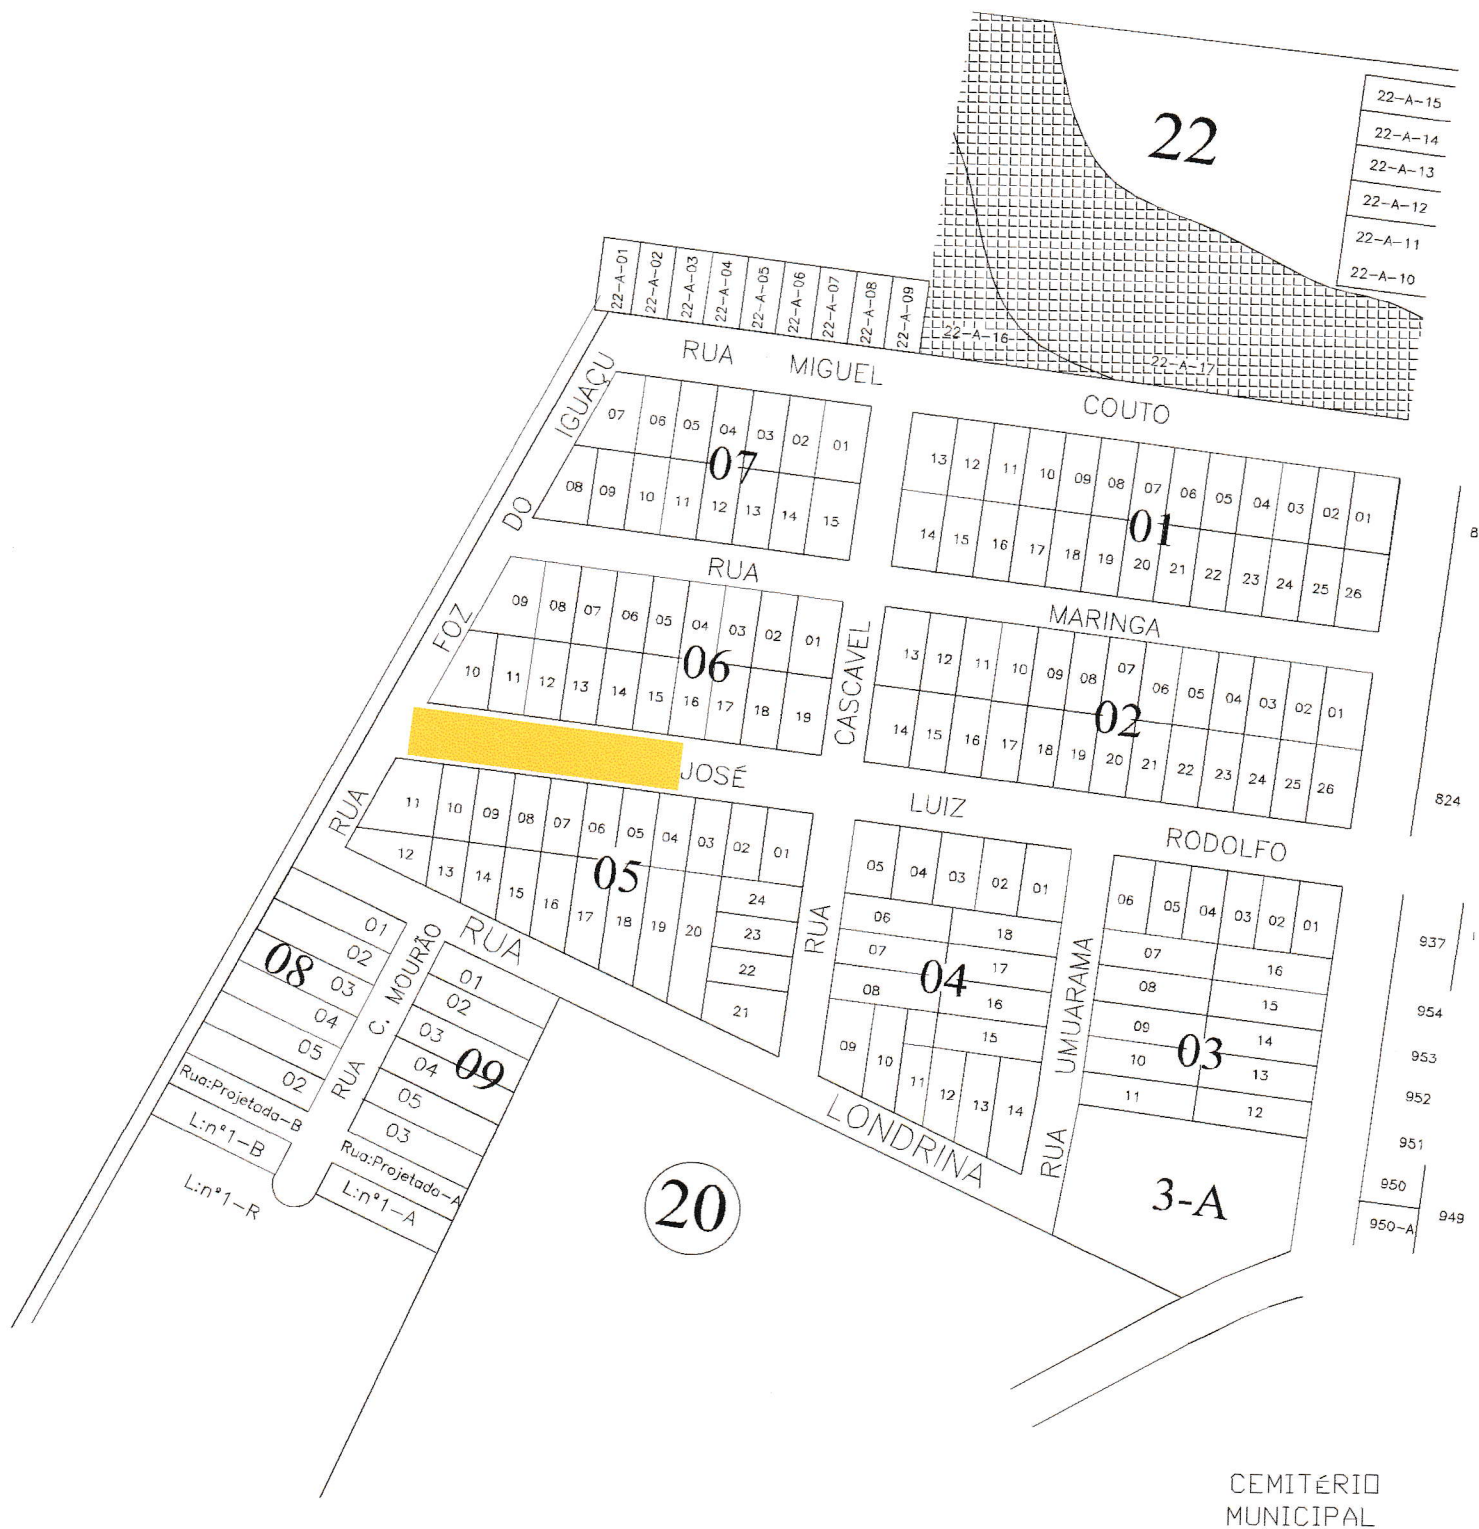 22-A-15
22-A-14
22-A-13
22-A-12
22-A-11
22-A-10
22
22-A-01
22-A-02
22-A-03
22-A-04
22-A-05
22-A-06
22-A-07
22-A-08
22-A-09
22-A-16
22-A-17
RUA MIGUEL COUTO
RUA FOZ DO IGUAÇU
07 06 05 04 03 02 01
07
08 09 10 11 12 13 14 15
13 12 11 10 09 08 07 06 05 04 03 02 01
01
14 15 16 17 18 19 20 21 22 23 24 25 26
8
RUA MARINGA
09 08 07 06 05 04 03 02 01
06
10 11 12 13 14 15 16 17 18 19
RUA CASCAVEL
13 12 11 10 09 08 07 06 05 04 03 02 01
02
14 15 16 17 18 19 20 21 22 23 24 25 26
824
JOSÉ LUIZ RODOLFO
11 10 09 08 07 06 05 04 03 02 01
05
12 13 14 15 16 17 18 19 20
24
23
22
21
05 04 03 02 01
06 18
07 17
04
08 16
15
09 10 11 12 13 14
RUA UMUARAMA
06 05 04 03 02 01
07 16
08 15
09 14
03
10 13
11 12
3-A
937
954
953
952
951
950
950-A
949
RUA LONDRINA
01
02
08
03
04
05
02
Rua:Projetada-B
L:n°1-B
L:n°1-R
RUA C. MOURÃO
01
02
03
04
09
05
03
Rua:Projetada-A
L:n°1-A
20
CEMITÉRIO
MUNICIPAL